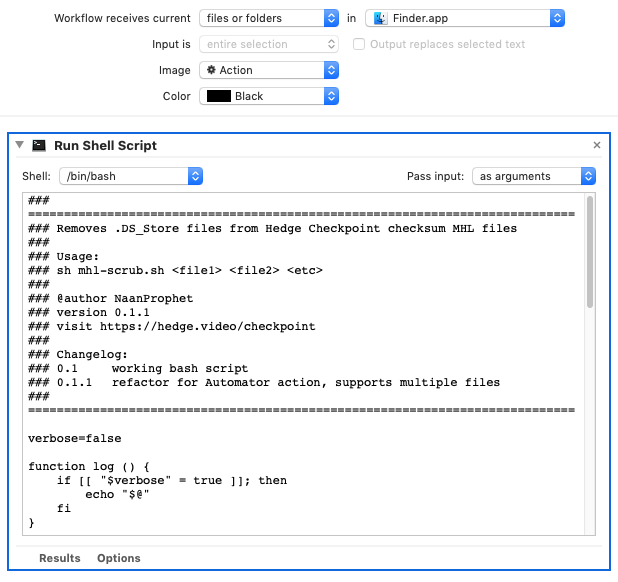 Workflow receives current files or folders in Finder.app
Input is entire selection Output replaces selected text
Image Action
Color Black
Run Shell Script
Shell: /bin/bash Pass input: as arguments
###
============================================================================
### Removes .DS_Store files from Hedge Checkpoint checksum MHL files
###
### Usage:
### sh mhl-scrub.sh <file1> <file2> <etc>
###
### @author NaanProphet
### version 0.1.1
### visit https://hedge.video/checkpoint
###
### Changelog:
### 0.1     working bash script
### 0.1.1   refactor for Automator action, supports multiple files
###
============================================================================

verbose=false

function log () {
    if [[ "$verbose" = true ]]; then
        echo "$@"
    fi
}
Results Options